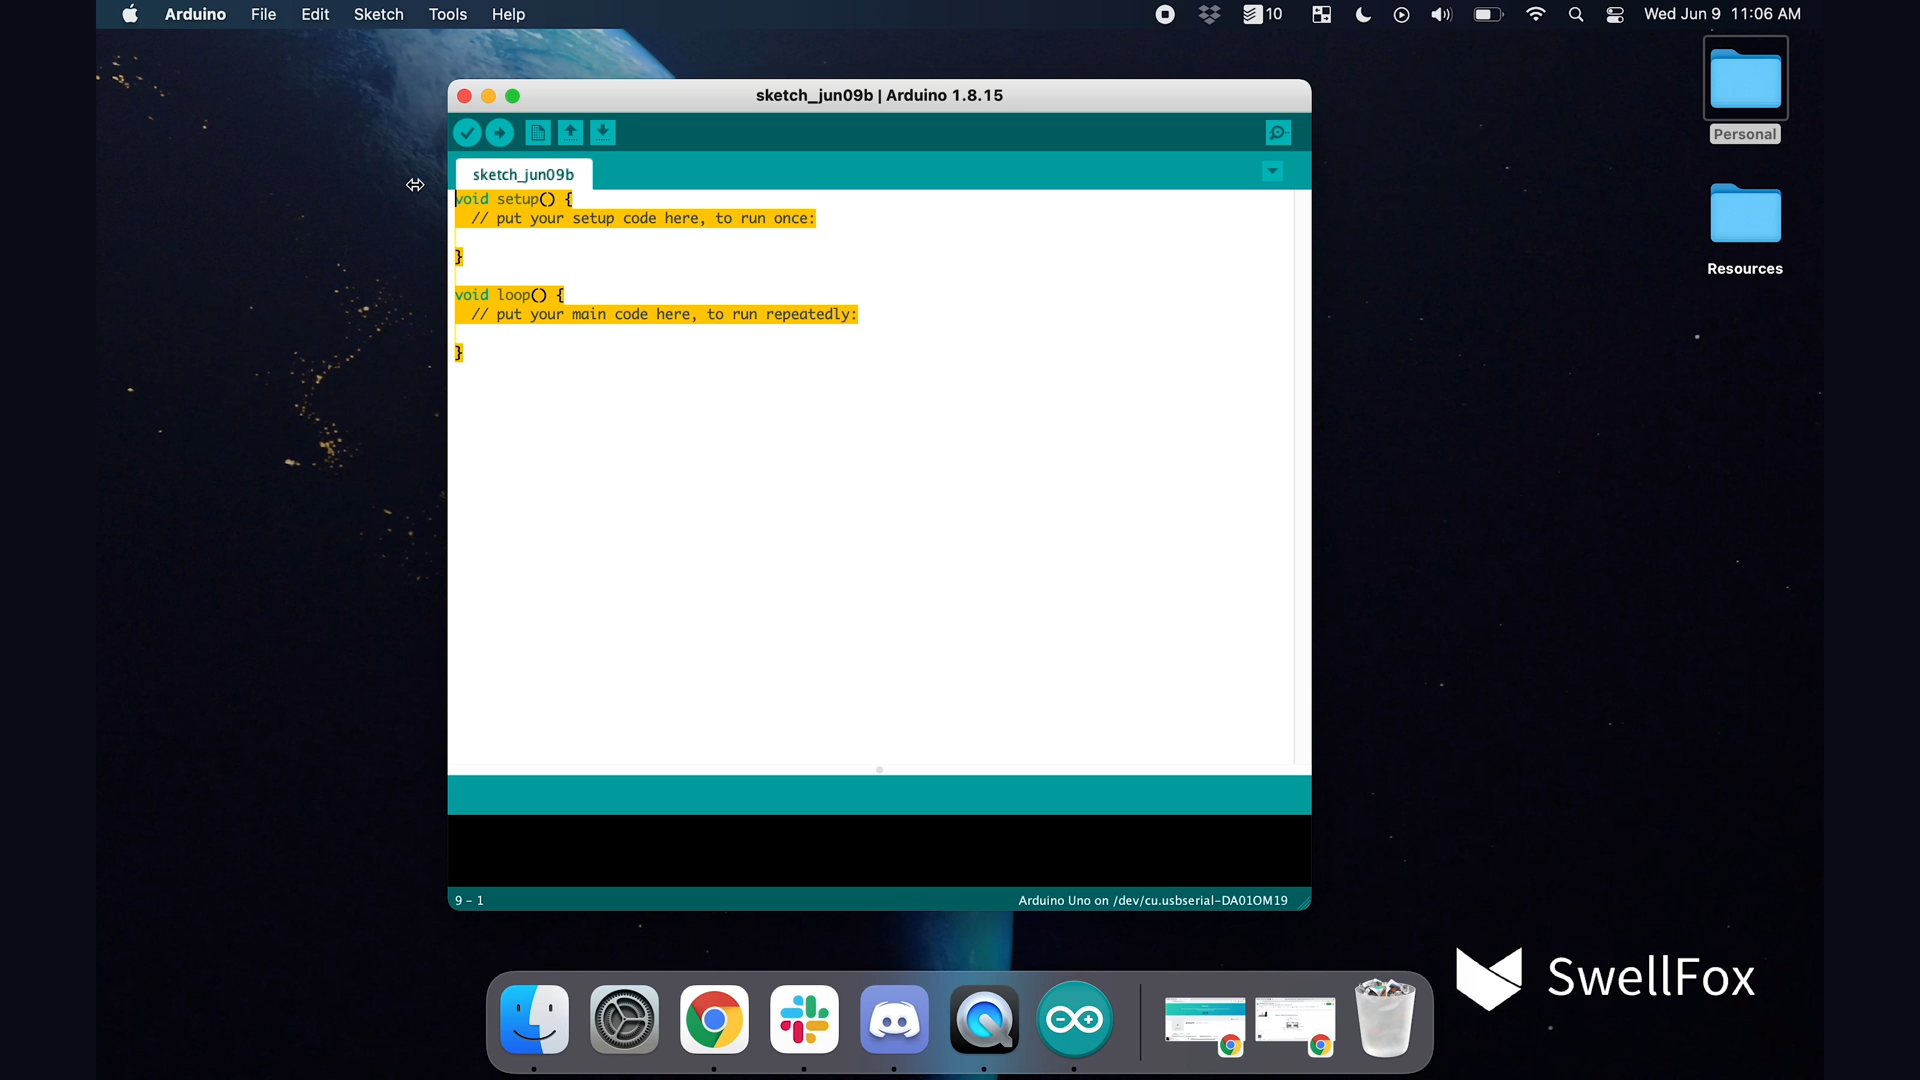 Arduino File Edit Sketch Tools Help 10 Wed Jun 9 11:06 AM
sketch_jun09b | Arduino 1.8.15
Personal
sketch_jun09b
void setup() {
// put your setup code here, to run once:
}
void loop() {
// put your main code here, to run repeatedly:
}
Resources
9 - 1
Arduino Uno on /dev/cu.usbserial-DA01OM19
SwellFox